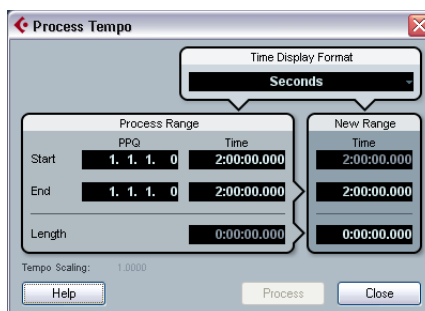 Process Tempo
Time Display Format
Seconds
Process Range
New Range
PPQ Time Time
Start 1. 1. 1. 0 2:00:00.000 2:00:00.000
End 1. 1. 1. 0 2:00:00.000 2:00:00.000
Length 0:00:00.000 0:00:00.000
Tempo Scaling: 1.0000
Help Process Close